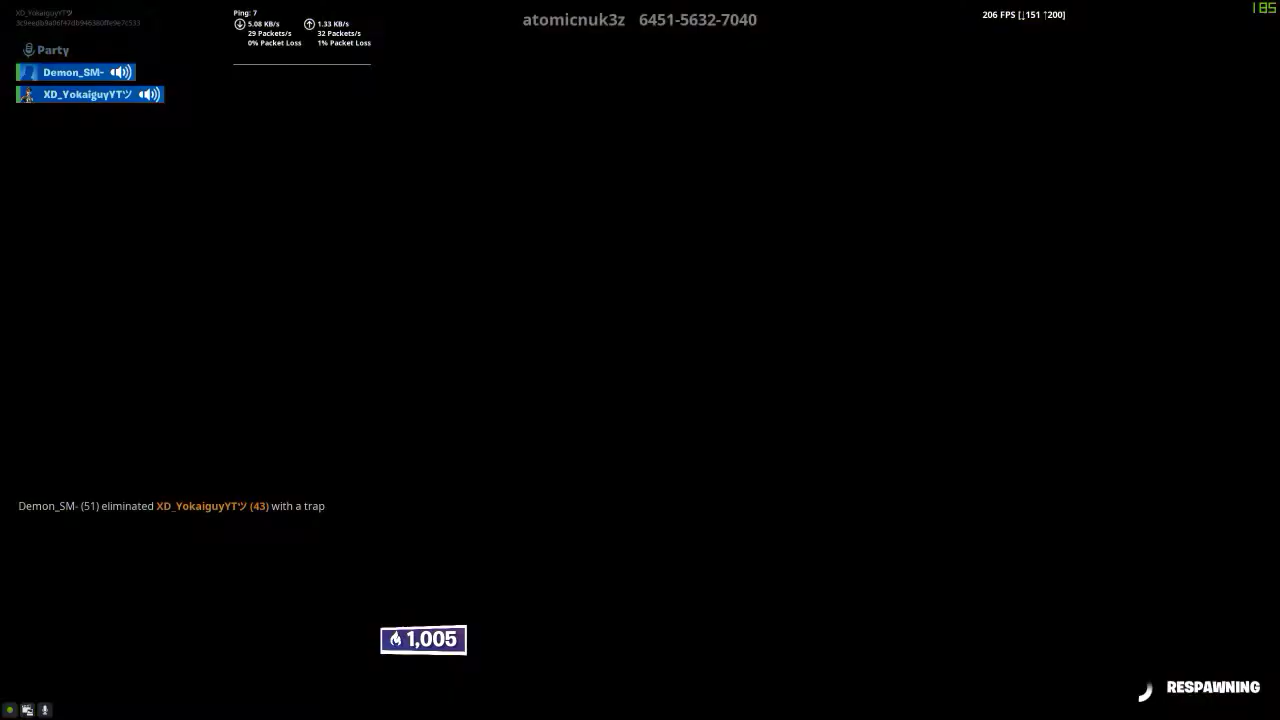 XD_YokaiguyYTツ
Party
Demon_SM-
XD_YokaiguyYTツ
Ping: 7
5.08 KB/s
1.33 KB/s
29 Packets/s
32 Packets/s
0% Packet Loss
1% Packet Loss
atomicnuk3z 6451-5632-7040
206 FPS [↓151 ↑200]
185
Demon_SM- (51) eliminated XD_YokaiguyYTツ (43) with a trap
1,005
RESPAWNING